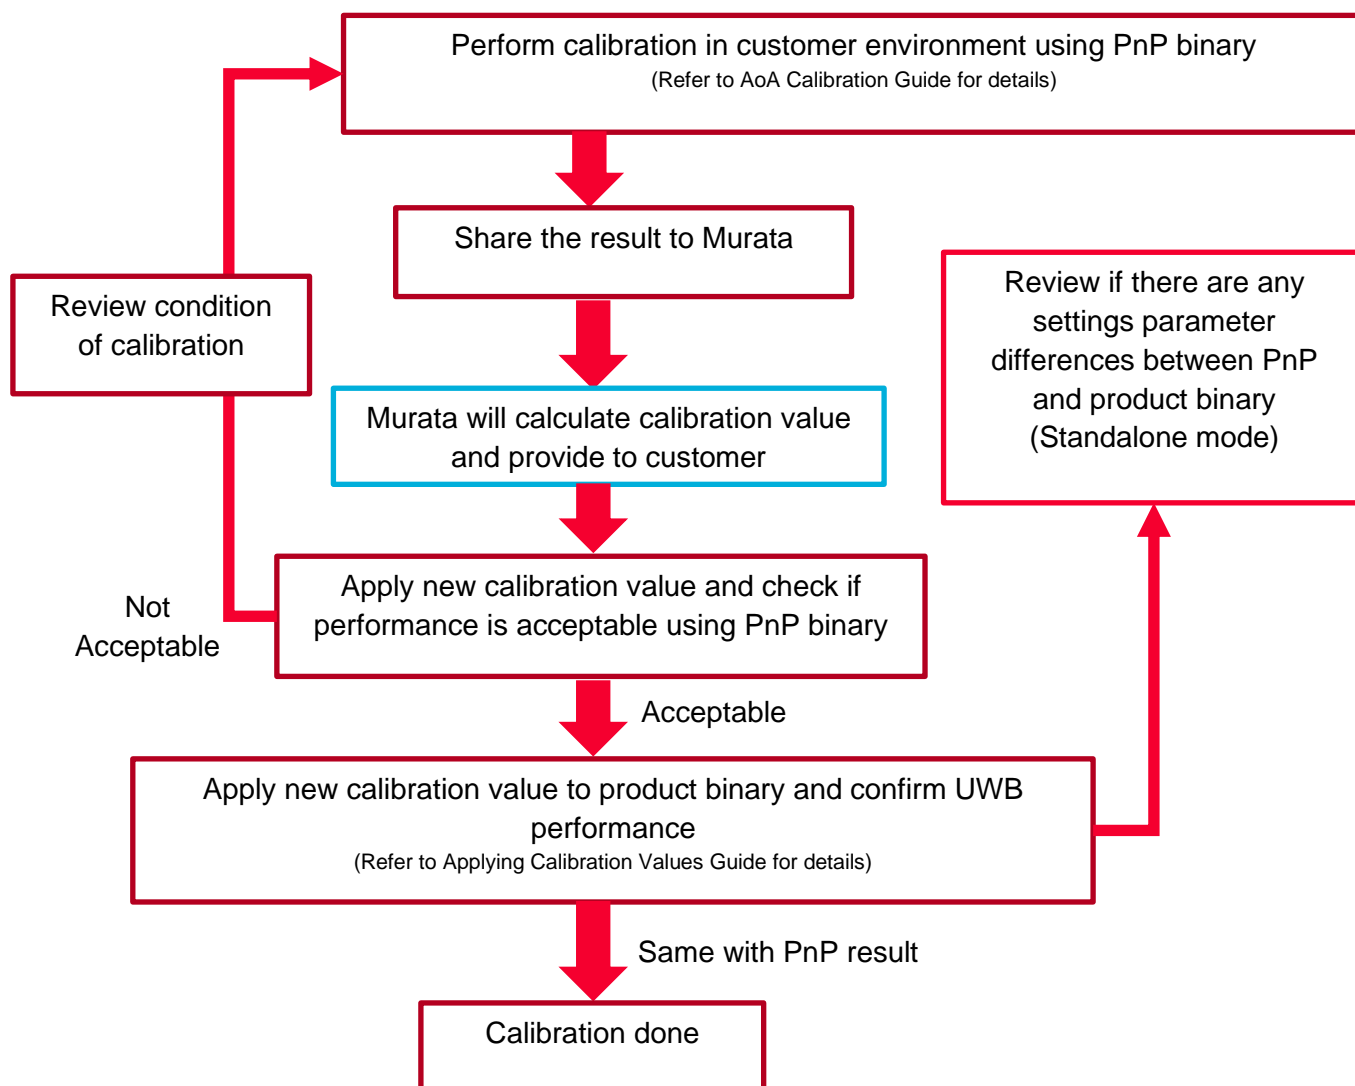 Perform calibration in customer environment using PnP binary
(Refer to AoA Calibration Guide for details)
Share the result to Murata
Review condition
of calibration
Review if there are any
settings parameter
differences between PnP
and product binary
(Standalone mode)
Murata will calculate calibration value
and provide to customer
Apply new calibration value and check if
performance is acceptable using PnP binary
Not
Acceptable
Acceptable
Apply new calibration value to product binary and confirm UWB
performance
(Refer to Applying Calibration Values Guide for details)
Same with PnP result
Calibration done